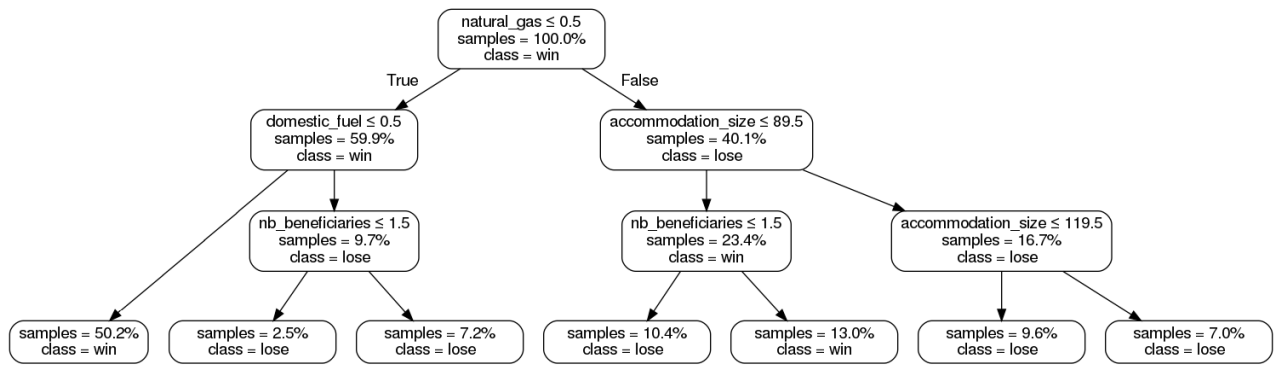 natural_gas ≤ 0.5
samples = 100.0%
class = win
True
False
domestic_fuel ≤ 0.5
samples = 59.9%
class = win
accommodation_size ≤ 89.5
samples = 40.1%
class = lose
nb_beneficiaries ≤ 1.5
samples = 9.7%
class = lose
nb_beneficiaries ≤ 1.5
samples = 23.4%
class = win
accommodation_size ≤ 119.5
samples = 16.7%
class = lose
samples = 50.2%
class = win
samples = 2.5%
class = lose
samples = 7.2%
class = lose
samples = 10.4%
class = lose
samples = 13.0%
class = win
samples = 9.6%
class = lose
samples = 7.0%
class = lose